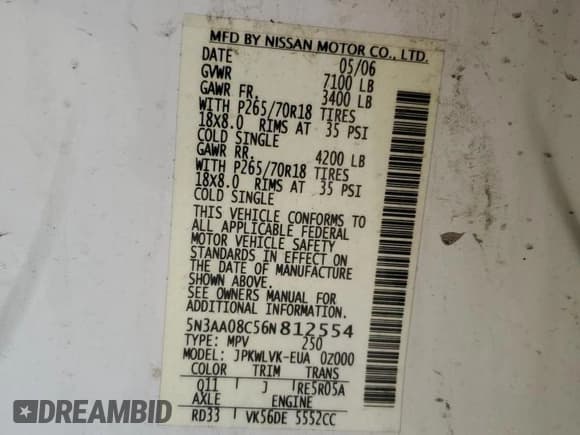 MFD BY NISSAN MOTOR CO., LTD.
DATE 05/06
GVWR 7100 LB
GAWR FR. 3400 LB
WITH P265/70R18 TIRES
18X8.0 RIMS AT 35 PSI
COLD SINGLE
GAWR RR. 4200 LB
WITH P265/70R18 TIRES
18X8.0 RIMS AT 35 PSI
COLD SINGLE
THIS VEHICLE CONFORMS TO
ALL APPLICABLE FEDERAL
MOTOR VEHICLE SAFETY
STANDARDS IN EFFECT ON
THE DATE OF MANUFACTURE
SHOWN ABOVE.
SEE OWNERS MANUAL FOR
ADDITIONAL INFORMATION.
5N3AA08C56N812554
TYPE: MPV 250
MODEL: JPKWLVK-EUA 0Z000
COLOR TRIM TRANS
Q11 J RE5R05A
AXLE ENGINE
RD33 VK56DE 5552CC
DREAMBID